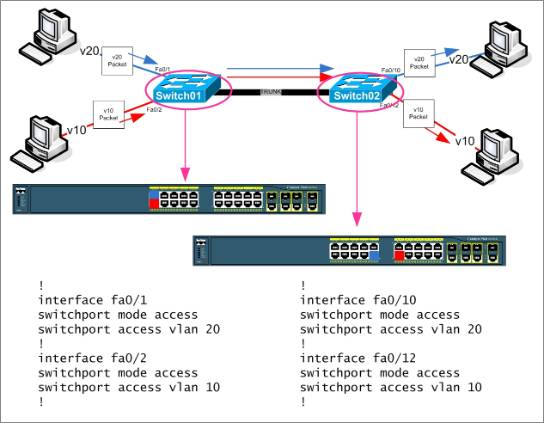 v20
v20
Packet
Fa0/1
Fa0/10
v20
Packet
v20
Switch01
TRUNK
Switch02
v10
Packet
Fa0/2
v10
v10
Packet
v10
!
interface fa0/1
switchport mode access
switchport access vlan 20
!
interface fa0/2
switchport mode access
switchport access vlan 10
!
!
interface fa0/10
switchport mode access
switchport access vlan 20
!
interface fa0/12
switchport mode access
switchport access vlan 10
!